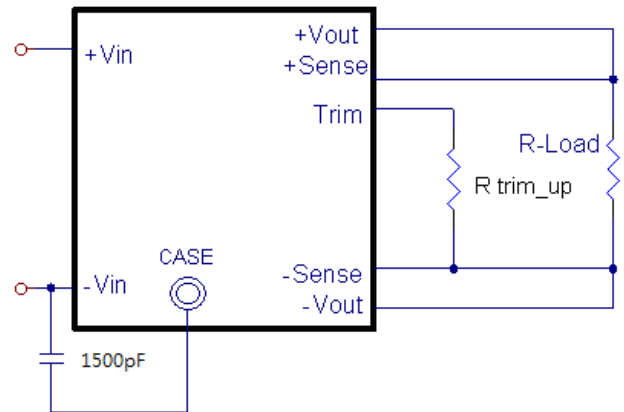 +Vin
+Vout
+Sense
Trim
R-Load
R trim_up
CASE
-Vin
-Sense
-Vout
1500pF